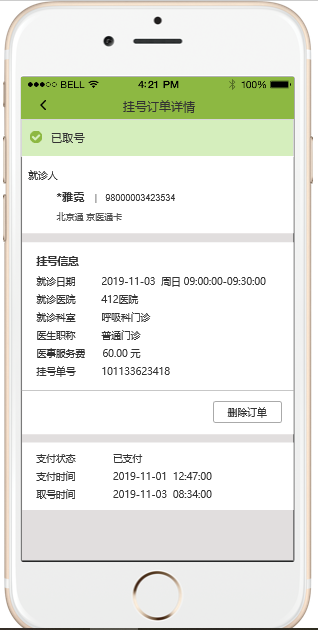 BELL 4:21 PM 100%
挂号订单详情
已取号
就诊人
*雅霓 | 98000003423534
北京通 京医通卡
挂号信息
就诊日期 2019-11-03 周日 09:00:00-09:30:00
就诊医院 412医院
就诊科室 呼吸科门诊
医生职称 普通门诊
医事服务费 60.00 元
挂号单号 101133623418
删除订单
支付状态 已支付
支付时间 2019-11-01 12:47:00
取号时间 2019-11-03 08:34:00